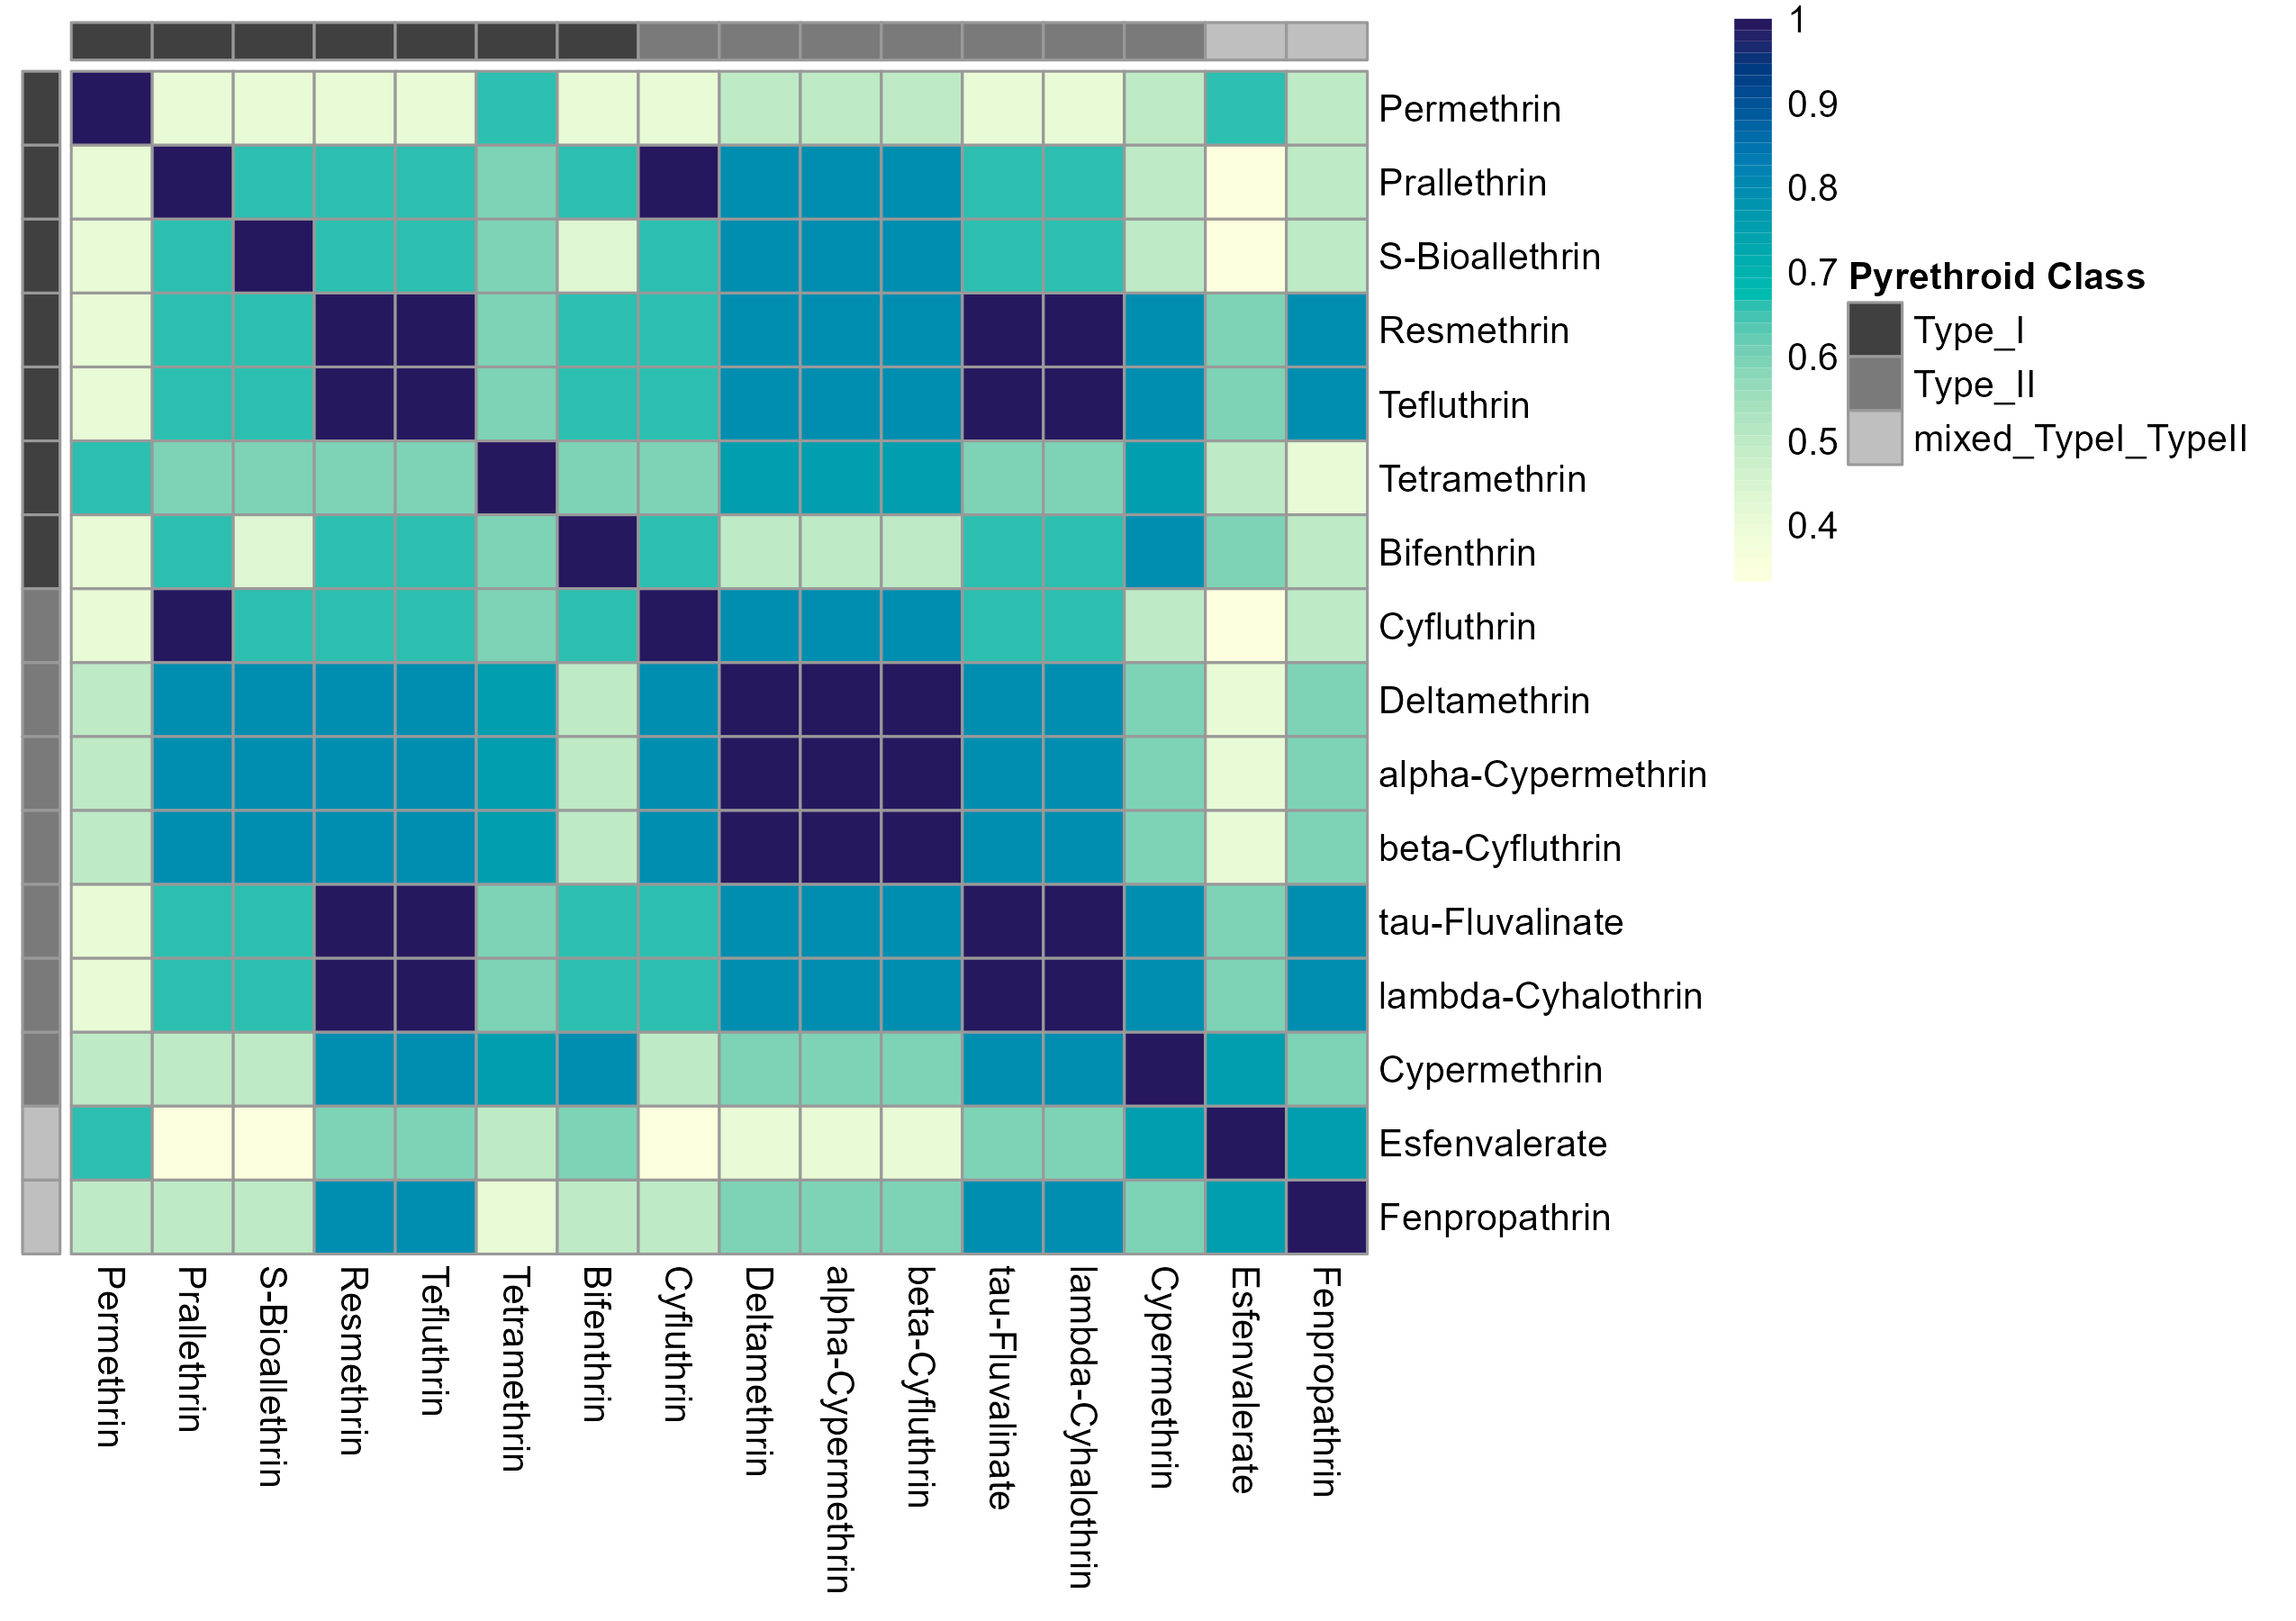 Permethrin
Prallethrin
S-Bioallethrin
Resmethrin
Tefluthrin
Tetramethrin
Bifenthrin
Cyfluthrin
Deltamethrin
alpha-Cypermethrin
beta-Cyfluthrin
tau-Fluvalinate
lambda-Cyhalothrin
Cypermethrin
Esfenvalerate
Fenpropathrin
1
0.9
0.8
0.7
0.6
0.5
0.4
Pyrethroid Class
Type_I
Type_II
mixed_TypeI_TypeII
Permethrin
Prallethrin
S-Bioallethrin
Resmethrin
Tefluthrin
Tetramethrin
Bifenthrin
Cyfluthrin
Deltamethrin
alpha-Cypermethrin
beta-Cyfluthrin
tau-Fluvalinate
lambda-Cyhalothrin
Cypermethrin
Esfenvalerate
Fenpropathrin